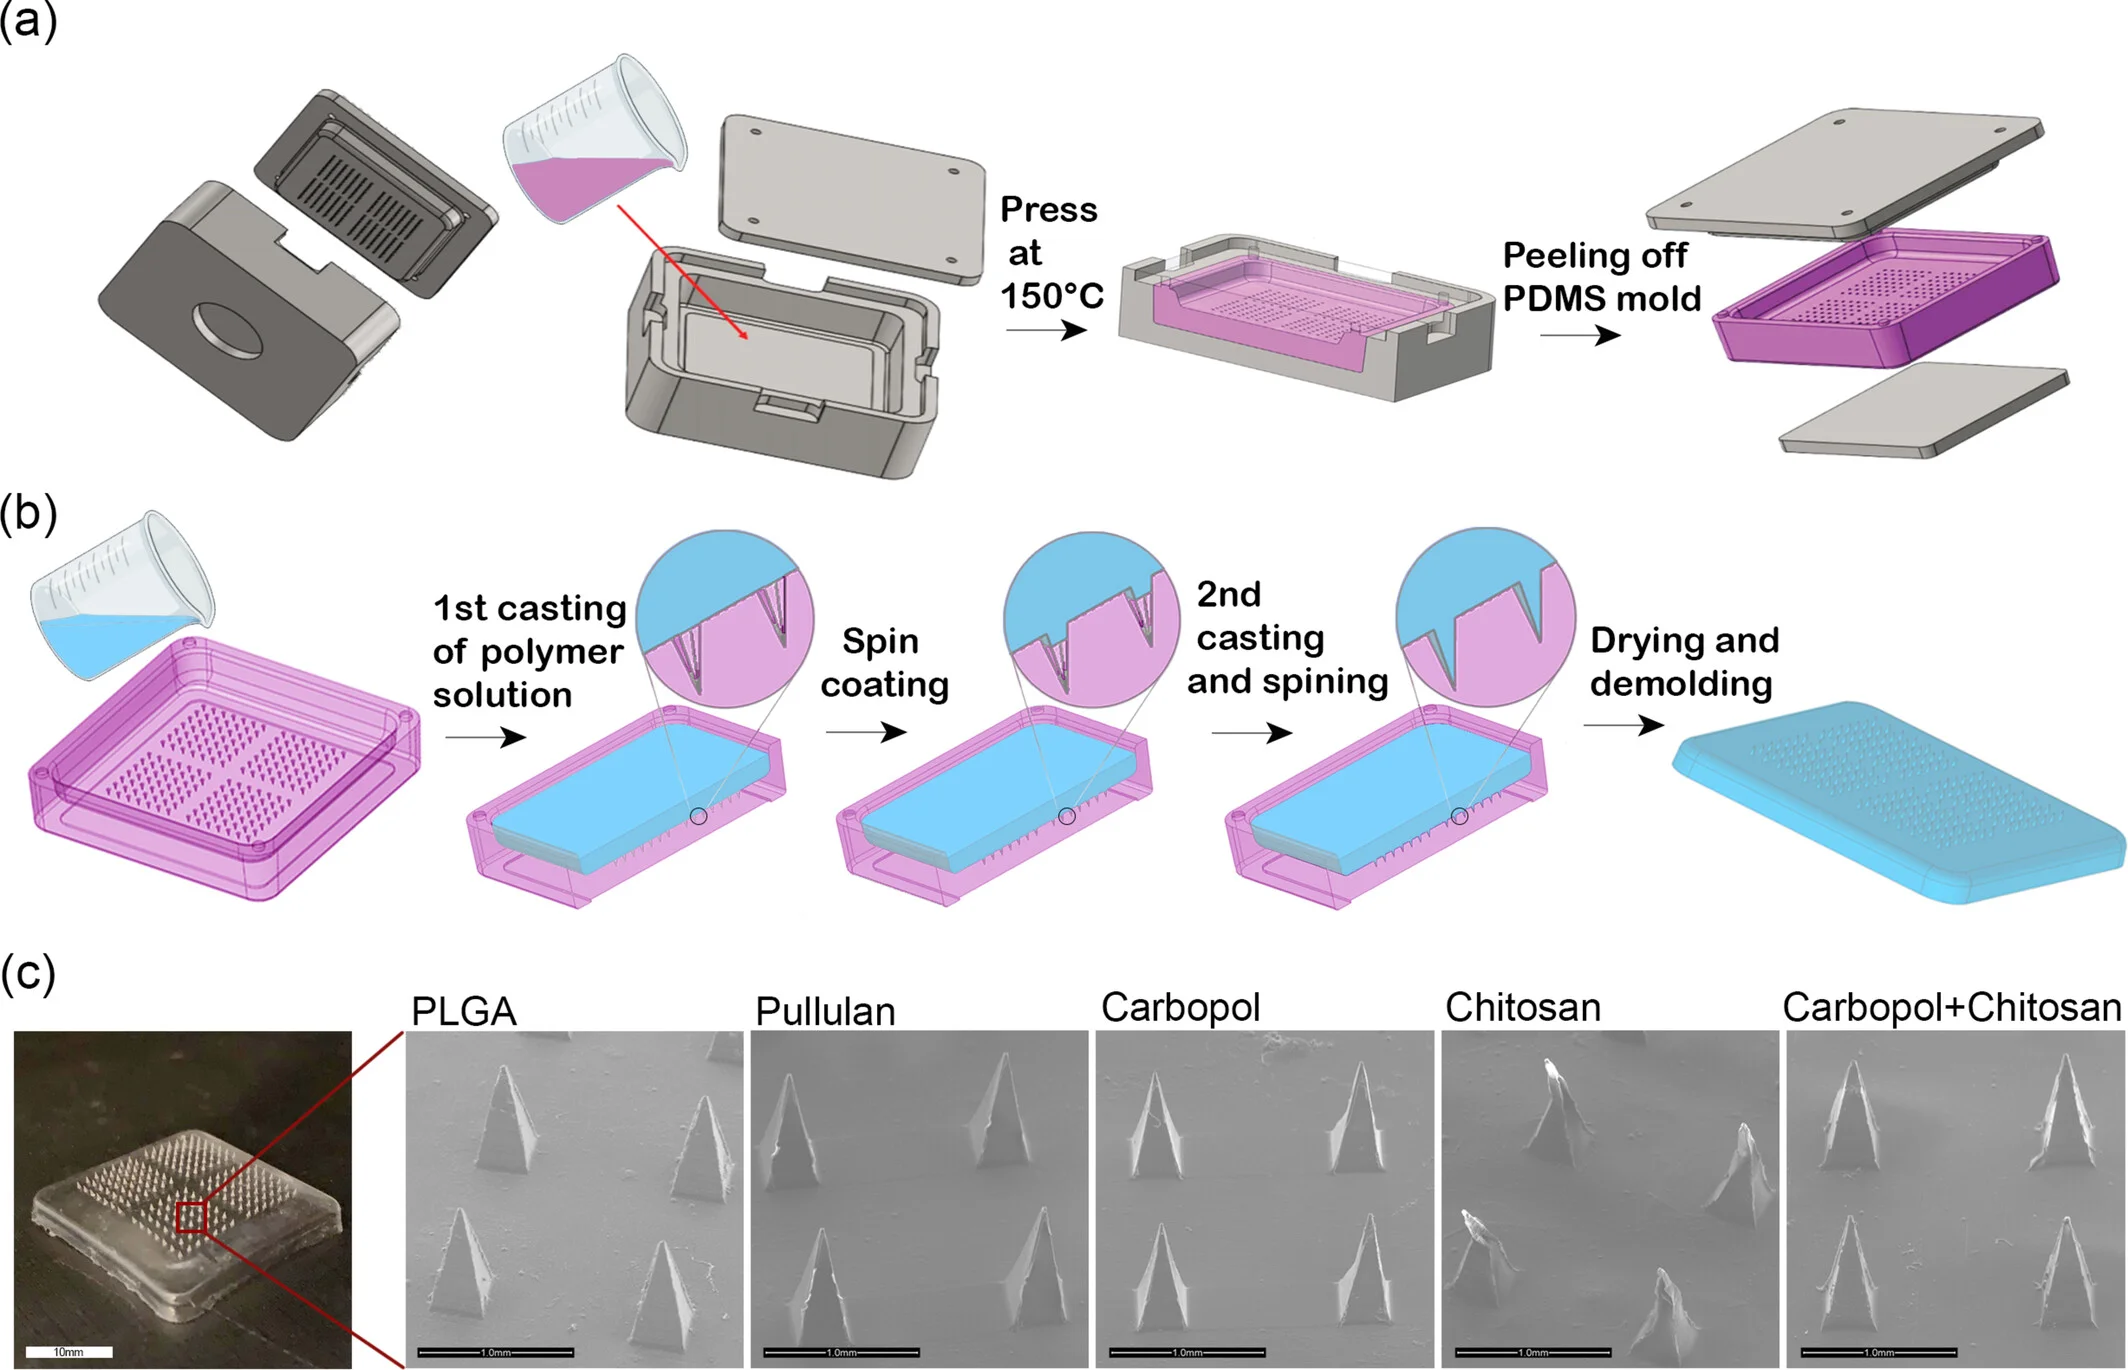 (a)
Press
at
150°C
Peeling off
PDMS mold
(b)
1st casting
of polymer
solution
Spin
coating
2nd
casting
and spining
Drying and
demolding
(c)
PLGA
Pullulan
Carbopol
Chitosan
Carbopol+Chitosan
10mm
1.0mm
1.0mm
1.0mm
1.0mm
1.0mm